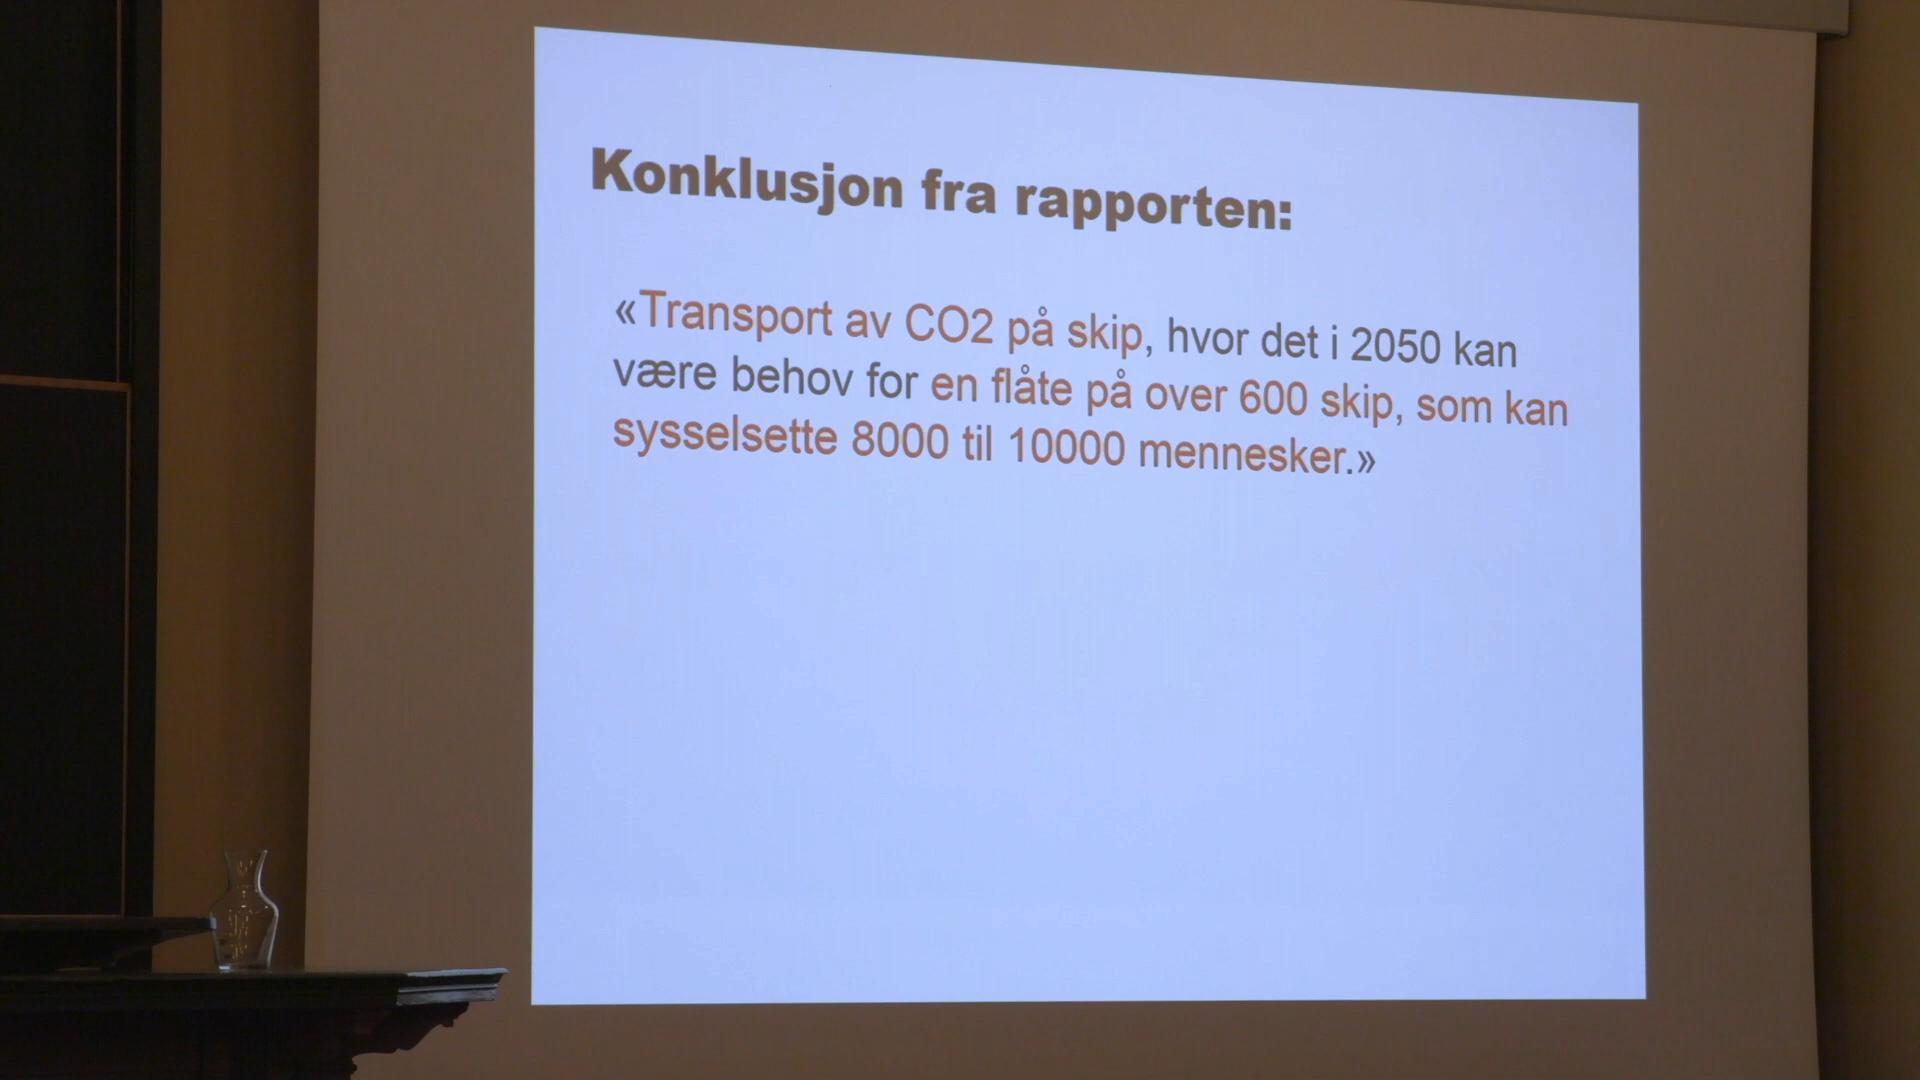 Konklusjon fra rapporten:
«Transport av CO2 på skip, hvor det i 2050 kan
være behov for en flåte på over 600 skip, som kan
sysselsette 8000 til 10000 mennesker.»